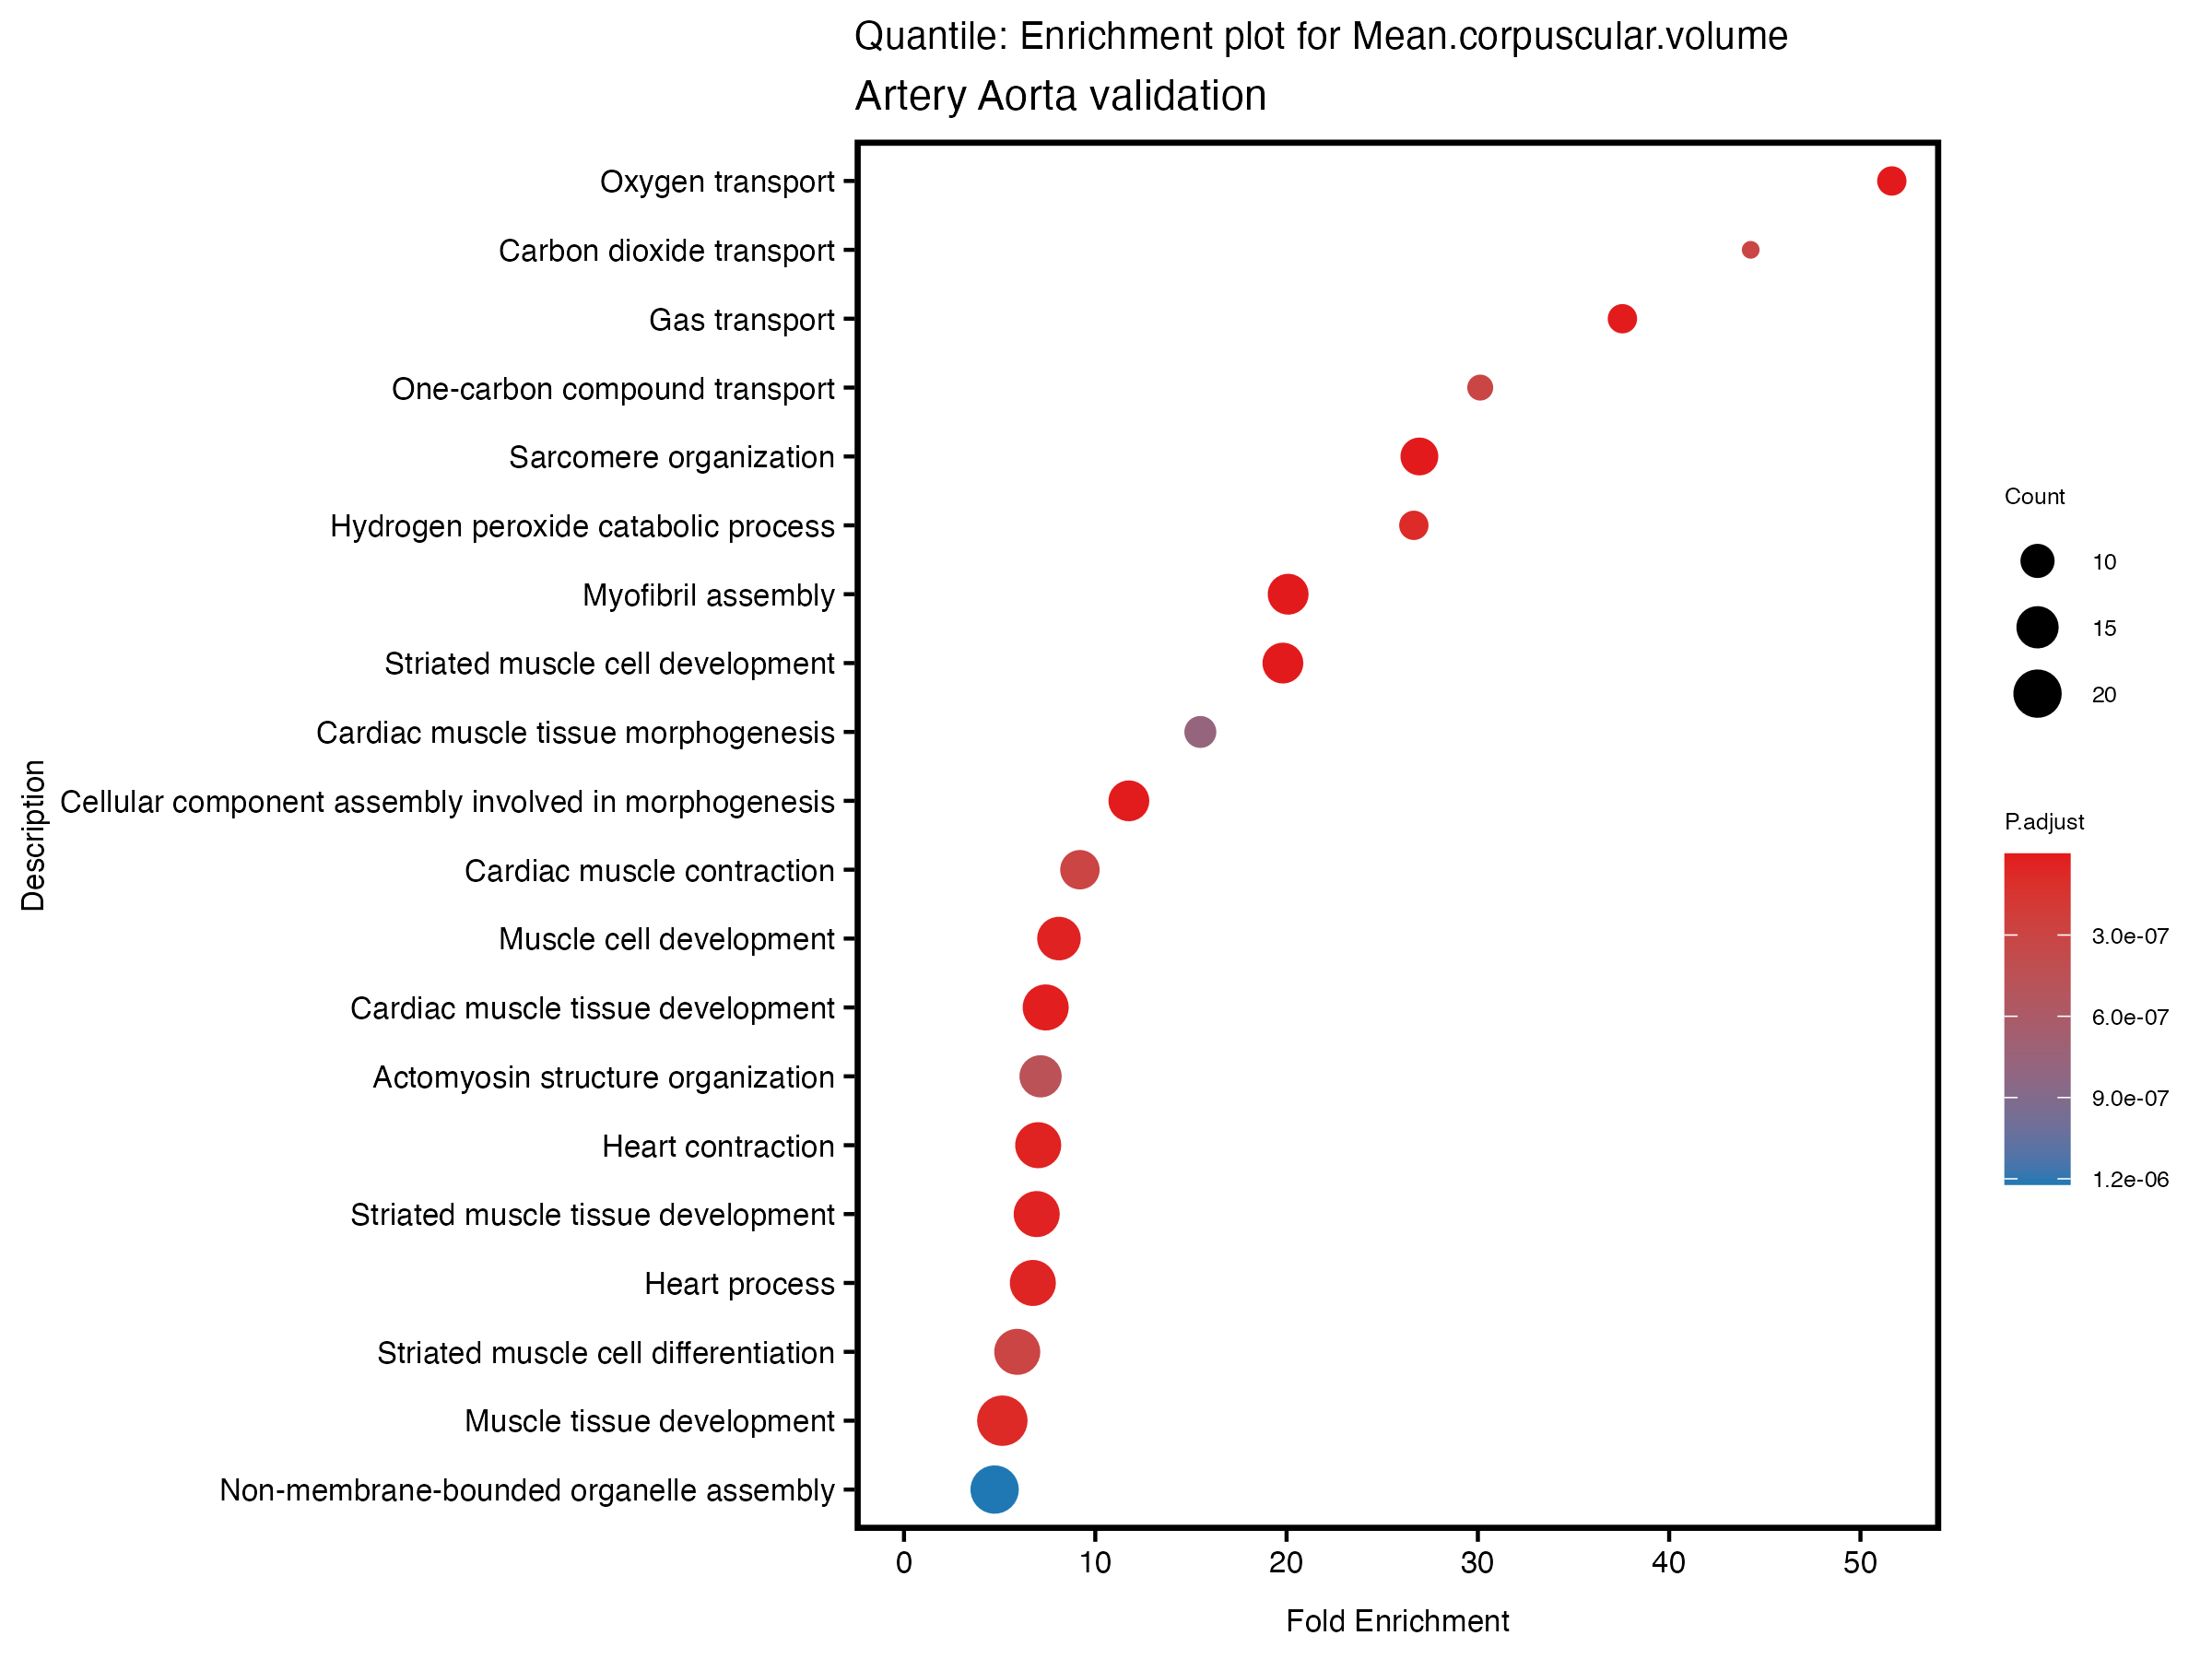 Quantile: Enrichment plot for Mean.corpuscular.volume
Artery Aorta validation
Oxygen transport
Carbon dioxide transport
Gas transport
One-carbon compound transport
Sarcomere organization
Hydrogen peroxide catabolic process
Myofibril assembly
Striated muscle cell development
Cardiac muscle tissue morphogenesis
Cellular component assembly involved in morphogenesis
Cardiac muscle contraction
Muscle cell development
Cardiac muscle tissue development
Actomyosin structure organization
Heart contraction
Striated muscle tissue development
Heart process
Striated muscle cell differentiation
Muscle tissue development
Non-membrane-bounded organelle assembly
Description
0 10 20 30 40 50
Fold Enrichment
Count
10
15
20
P.adjust
3.0e-07
6.0e-07
9.0e-07
1.2e-06